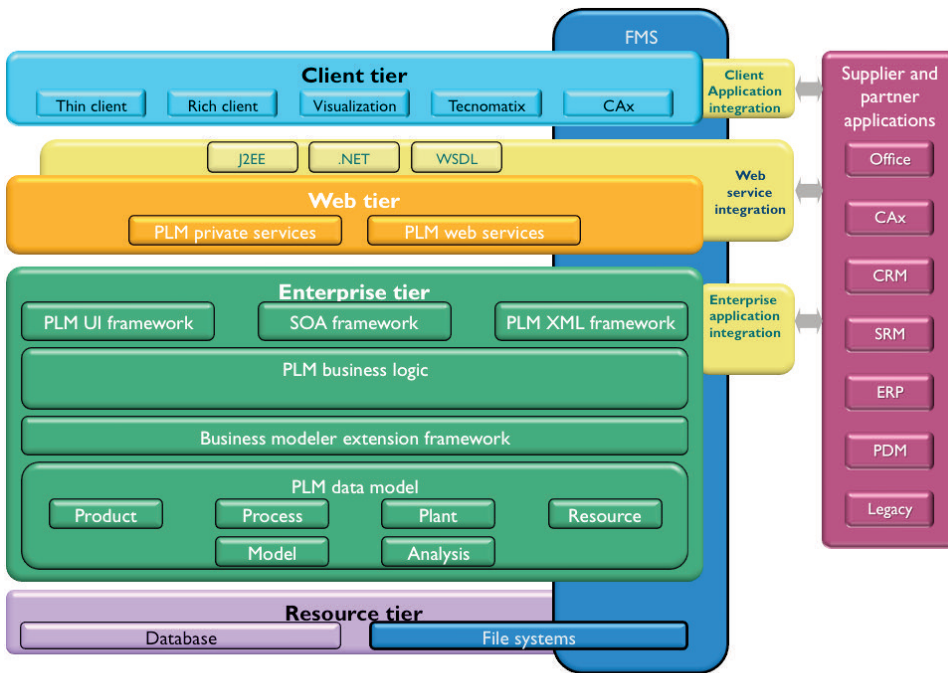 FMS
Client tier
Thin client
Rich client
Visualization
Tecnomatix
CAx
Client
Application
integration
Supplier and
partner
applications
Office
CAx
CRM
SRM
ERP
PDM
Legacy
J2EE
.NET
WSDL
Web
service
integration
Web tier
PLM private services
PLM web services
Enterprise tier
PLM UI framework
SOA framework
PLM XML framework
Enterprise
application
integration
PLM business logic
Business modeler extension framework
PLM data model
Product
Process
Plant
Resource
Model
Analysis
Resource tier
Database
File systems